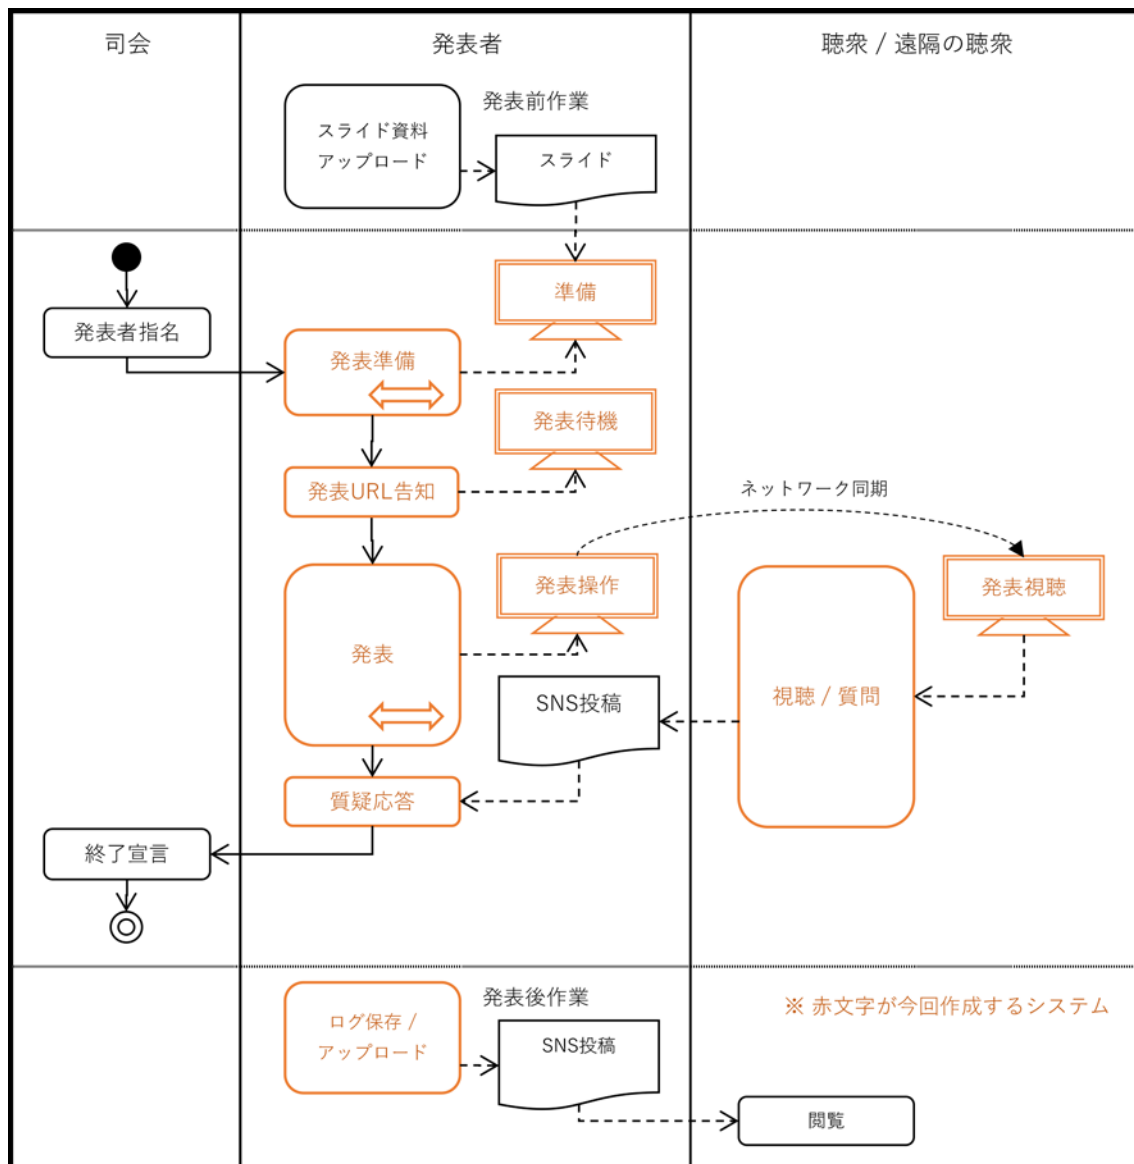 司会
発表者
聴衆 / 遠隔の聴衆
発表前作業
スライド資料
アップロード
スライド
準備
発表者指名
発表準備
発表待機
発表URL告知
ネットワーク同期
発表操作
発表視聴
発表
SNS投稿
視聴 / 質問
質疑応答
終了宣言
発表後作業
※ 赤文字が今回作成するシステム
ログ保存 /
アップロード
SNS投稿
閲覧